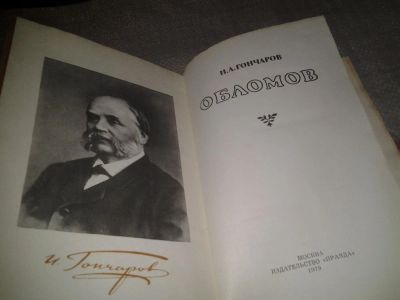 И Гончаров
И.А.ГОНЧАРОВ
ОБЛОМОВ
МОСКВА
ИЗДАТЕЛЬСТВО «ПРАВДА»
1979